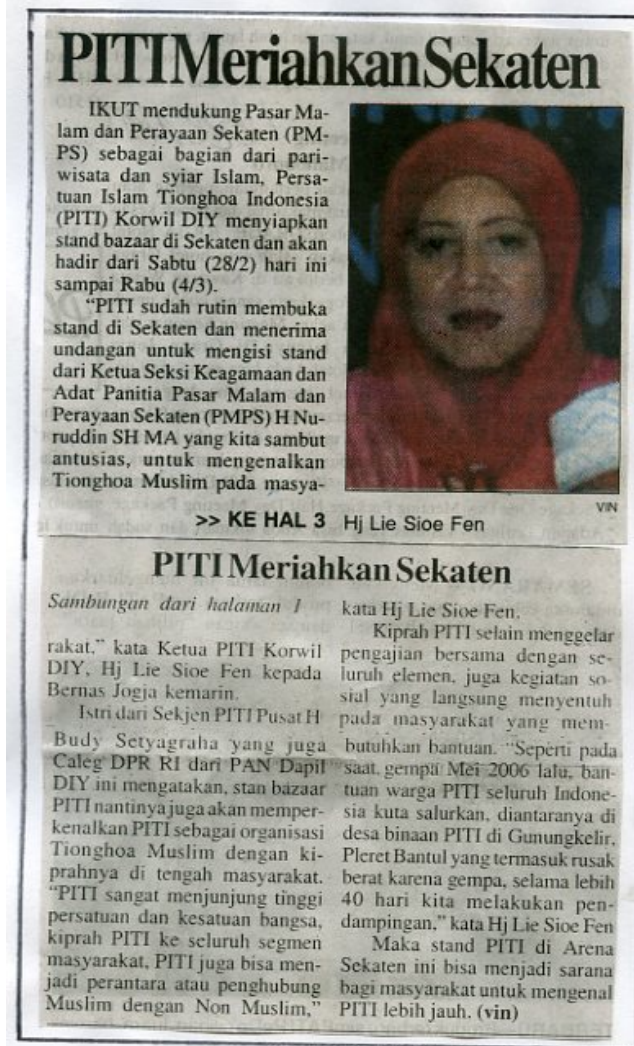 PITI Meriahkan Sekaten
IKUT mendukung Pasar Ma-
lam dan Perayaan Sekaten (PM-
PS) sebagai bagian dari pari-
wisata dan syiar Islam, Persa-
tuan Islam Tionghoa Indonesia
(PITI) Korwil DIY menyiapkan
stand bazaar di Sekaten dan akan
hadir dari Sabtu (28/2) hari ini
sampai Rabu (4/3).
"PITI sudah rutin membuka
stand di Sekaten dan menerima
undangan untuk mengisi stand
dari Ketua Seksi Keagamaan dan
Adat Panitia Pasar Malam dan
Perayaan Sekaten (PMPS) H Nu-
ruddin SH MA yang kita sambut
antusias, untuk mengenalkan
Tionghoa Muslim pada masya-
>> KE HAL 3
VIN
Hj Lie Sioe Fen
PITI Meriahkan Sekaten
Sambungan dari halaman 1
rakat," kata Ketua PITI Korwil
DIY, Hj Lie Sioe Fen kepada
Bernas Jogja kemarin.
Istri dari Sekjen PITI Pusat H
Budy Setyagraha yang juga
Caleg DPR RI dari PAN Dapil
DIY ini mengatakan, stan bazaar
PITI nantinya juga akan memper-
kenalkan PITI sebagai organisasi
Tionghoa Muslim dengan ki-
prahnya di tengah masyarakat.
"PITI sangat menjunjung tinggi
persatuan dan kesatuan bangsa,
kiprah PITI ke seluruh segmen
masyarakat, PITI juga bisa men-
jadi perantara atau penghubung
Muslim dengan Non Muslim,"
kata Hj Lie Sioe Fen.
Kiprah PITI selain menggelar
pengajian bersama dengan se-
luruh elemen, juga kegiatan so-
sial yang langsung menyentuh
pada masyarakat yang mem-
butuhkan bantuan. "Seperti pada
saat gempa Mei 2006 lalu, ban-
tuan warga PITI seluruh Indone-
sia kuta salurkan, diantaranya di
desa binaan PITI di Gunungkelir,
Pleret Bantul yang termasuk rusak
berat karena gempa, selama lebih
40 hari kita melakukan pen-
dampingan," kata Hj Lie Sioe Fen
Maka stand PITI di Arena
Sekaten ini bisa menjadi sarana
bagi masyarakat untuk mengenal
PITI lebih jauh. (vin)